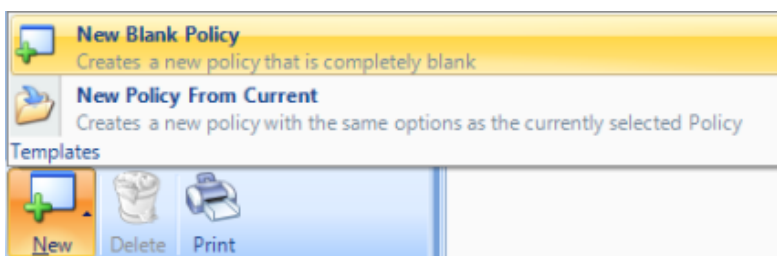 New Blank Policy
Creates a new policy that is completely blank
New Policy From Current
Creates a new policy with the same options as the currently selected Policy
Templates
New Delete Print